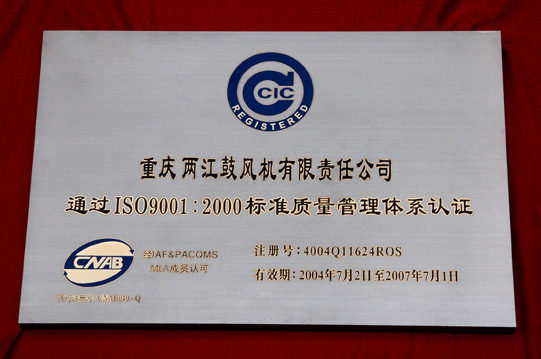 CIC
REGISTERED
重庆两江鼓风机有限责任公司
通过ISO9001:2000标准质量管理体系认证
CNAB
经IAF&PACQMS
MLA成员认可
注册号:4004Q11624ROS
有效期:2004年7月2日至2007年7月1日